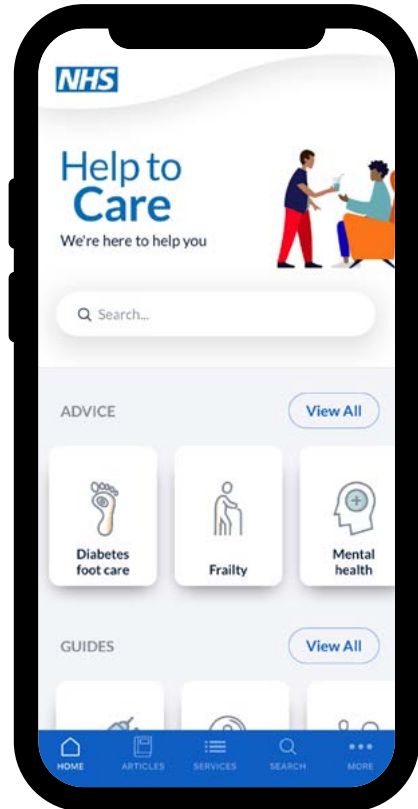 NHS
Help to
Care
We're here to help you
Search...
ADVICE
View All
Diabetes
foot care
Frailty
Mental
health
GUIDES
View All
HOME
ARTICLES
SERVICES
SEARCH
MORE